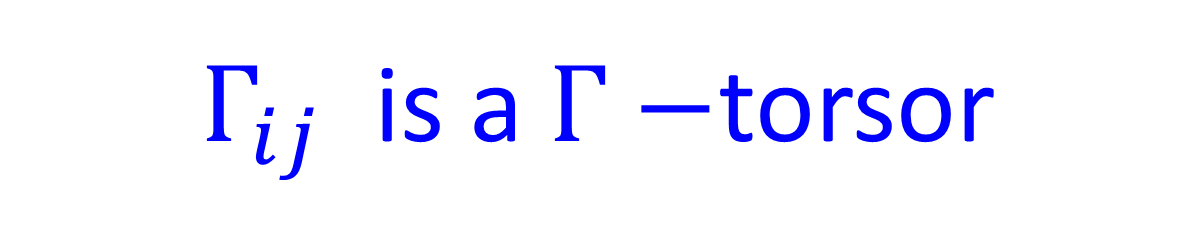 Γ_{ij} is a Γ −torsor